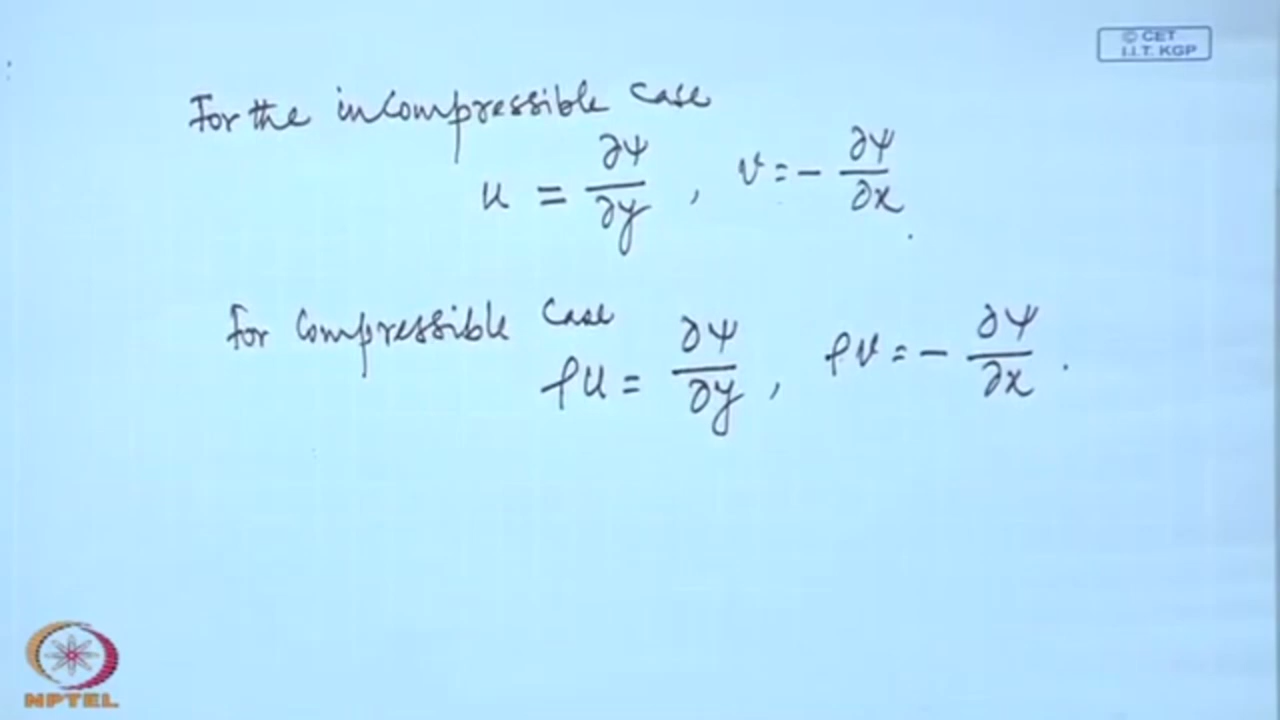 © CET
I.I.T. KGP
For the incompressible case
u = ∂ψ/∂y , v = - ∂ψ/∂x .
For compressible case
ρu = ∂ψ/∂y , ρv = - ∂ψ/∂x .
NPTEL